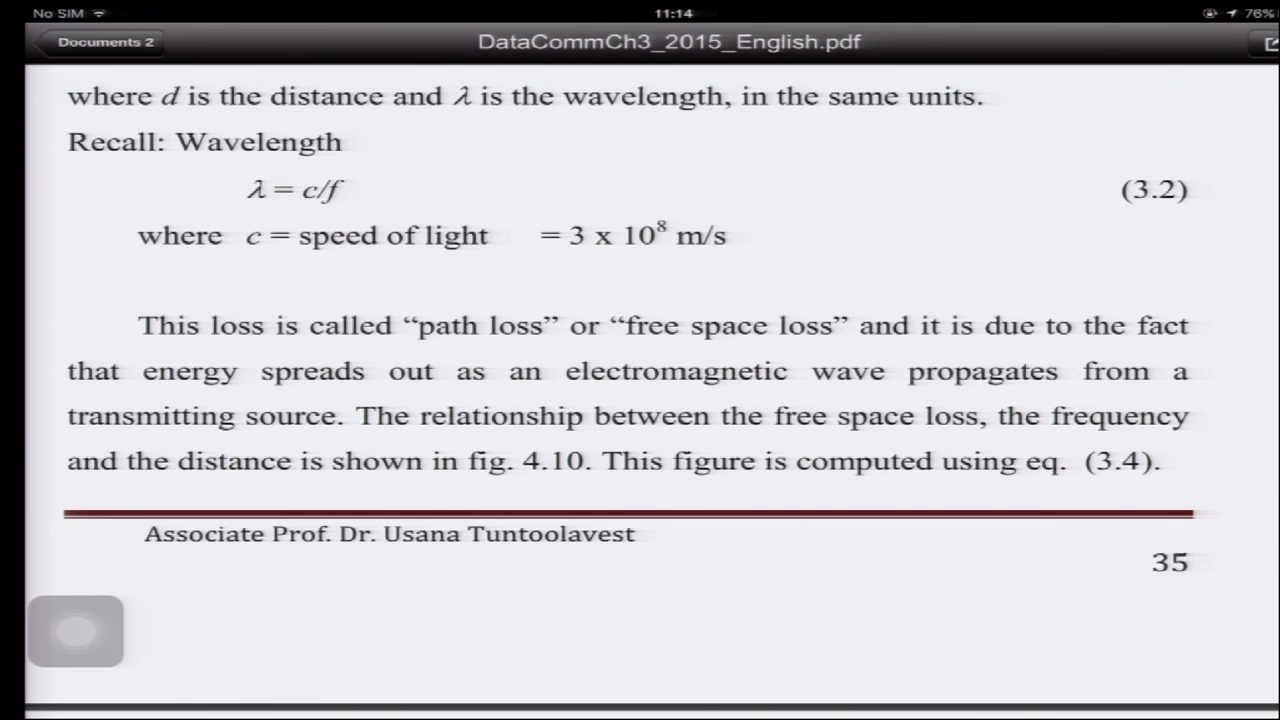 No SIM 11:14 76%
Documents 2 DataCommCh3_2015_English.pdf
where d is the distance and λ is the wavelength, in the same units.
Recall: Wavelength
λ = c/f (3.2)
where c = speed of light = 3 x 10⁸ m/s
This loss is called “path loss” or “free space loss” and it is due to the fact
that energy spreads out as an electromagnetic wave propagates from a
transmitting source. The relationship between the free space loss, the frequency
and the distance is shown in fig. 4.10. This figure is computed using eq. (3.4).
Associate Prof. Dr. Usana Tuntoolavest
35